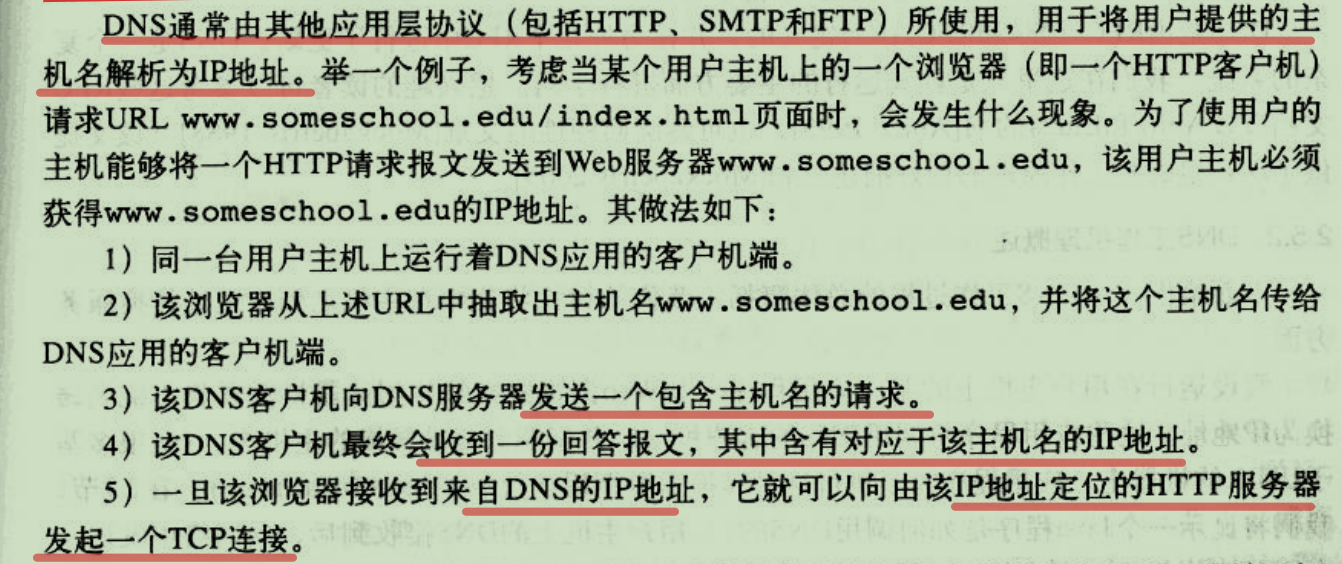 DNS通常由其他应用层协议（包括HTTP、SMTP和FTP）所使用，用于将用户提供的主
机名解析为IP地址。举一个例子，考虑当某个用户主机上的一个浏览器（即一个HTTP客户机）
请求URL www.someschool.edu/index.html页面时，会发生什么现象。为了使用户的
主机能够将一个HTTP请求报文发送到Web服务器www.someschool.edu，该用户主机必须
获得www.someschool.edu的IP地址。其做法如下：
1）同一台用户主机上运行着DNS应用的客户机端。
2）该浏览器从上述URL中抽取出主机名www.someschool.edu，并将这个主机名传给
DNS应用的客户机端。
3）该DNS客户机向DNS服务器发送一个包含主机名的请求。
4）该DNS客户机最终会收到一份回答报文，其中含有对应于该主机名的IP地址。
5）一旦该浏览器接收到来自DNS的IP地址，它就可以向由该IP地址定位的HTTP服务器
发起一个TCP连接。